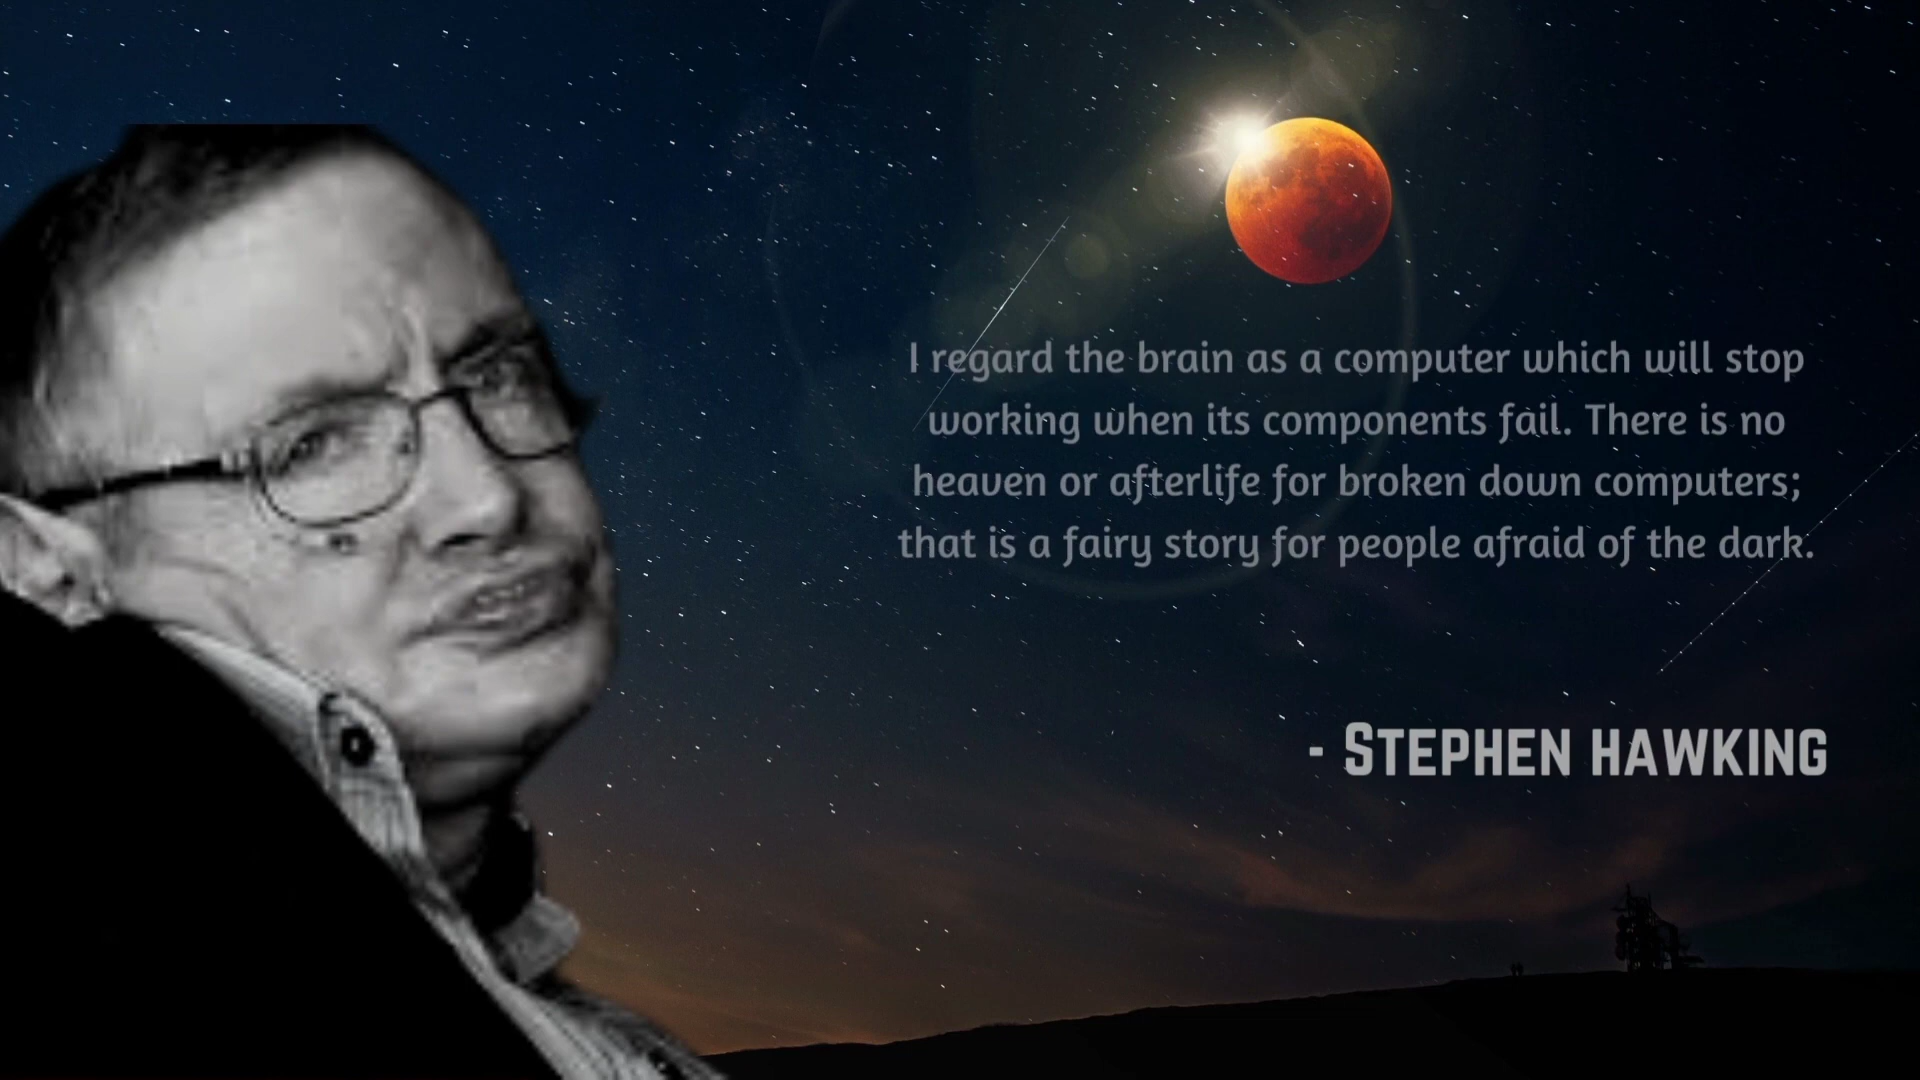 I regard the brain as a computer which will stop
working when its components fail. There is no
heaven or afterlife for broken down computers;
that is a fairy story for people afraid of the dark.
- STEPHEN HAWKING